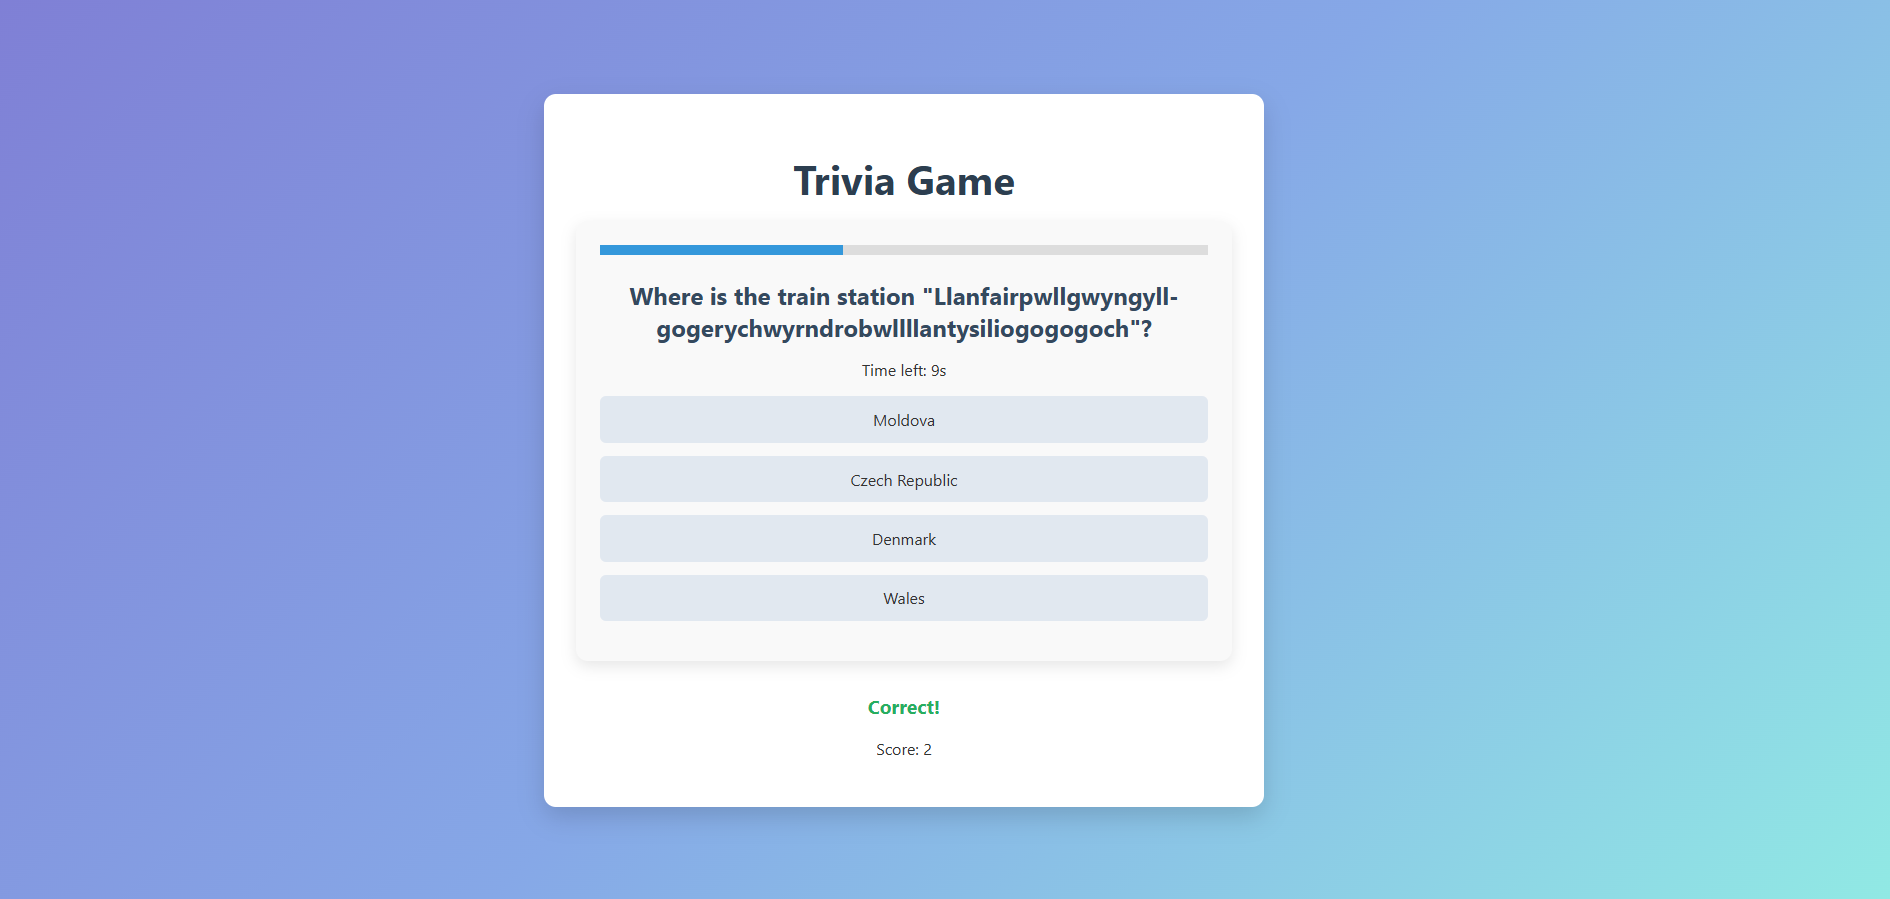 Trivia Game
Where is the train station "Llanfairpwllgwyngyll-
gogerychwyrndrobwllllantysiliogogogoch"?
Time left: 9s
Moldova
Czech Republic
Denmark
Wales
Correct!
Score: 2